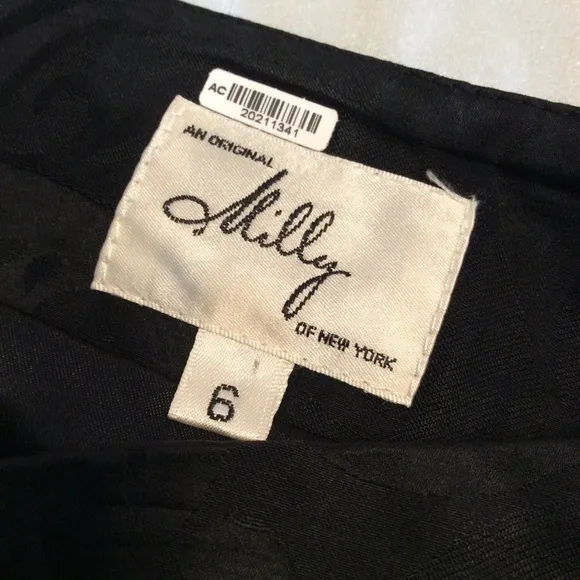 AC
20211341
AN ORIGINAL
Milly
OF NEW YORK
6